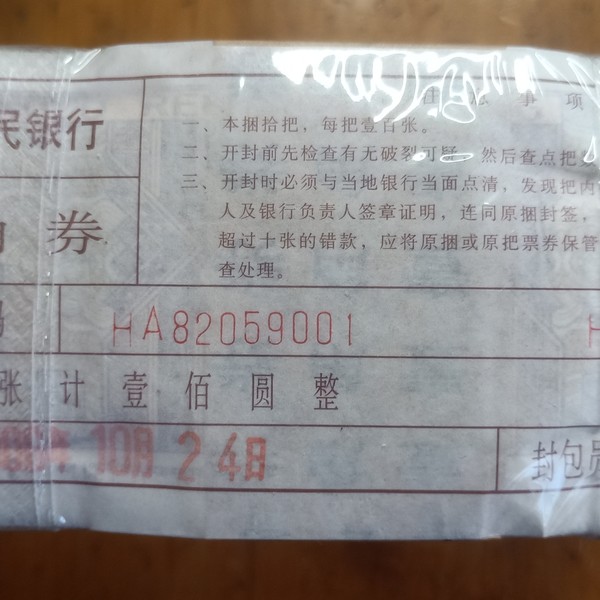 民银行
券
注意事项
一、本捆拾把，每把壹百张。
二、开封前先检查有无破裂可疑，然后查点把
三、开封时必须与当地银行当面点清，发现把内
人及银行负责人签章证明，连同原捆封签，
超过十张的错款，应将原捆或原把票券保管
查处理。
HA82059001
张计壹佰圆整
年10月24日
封包员